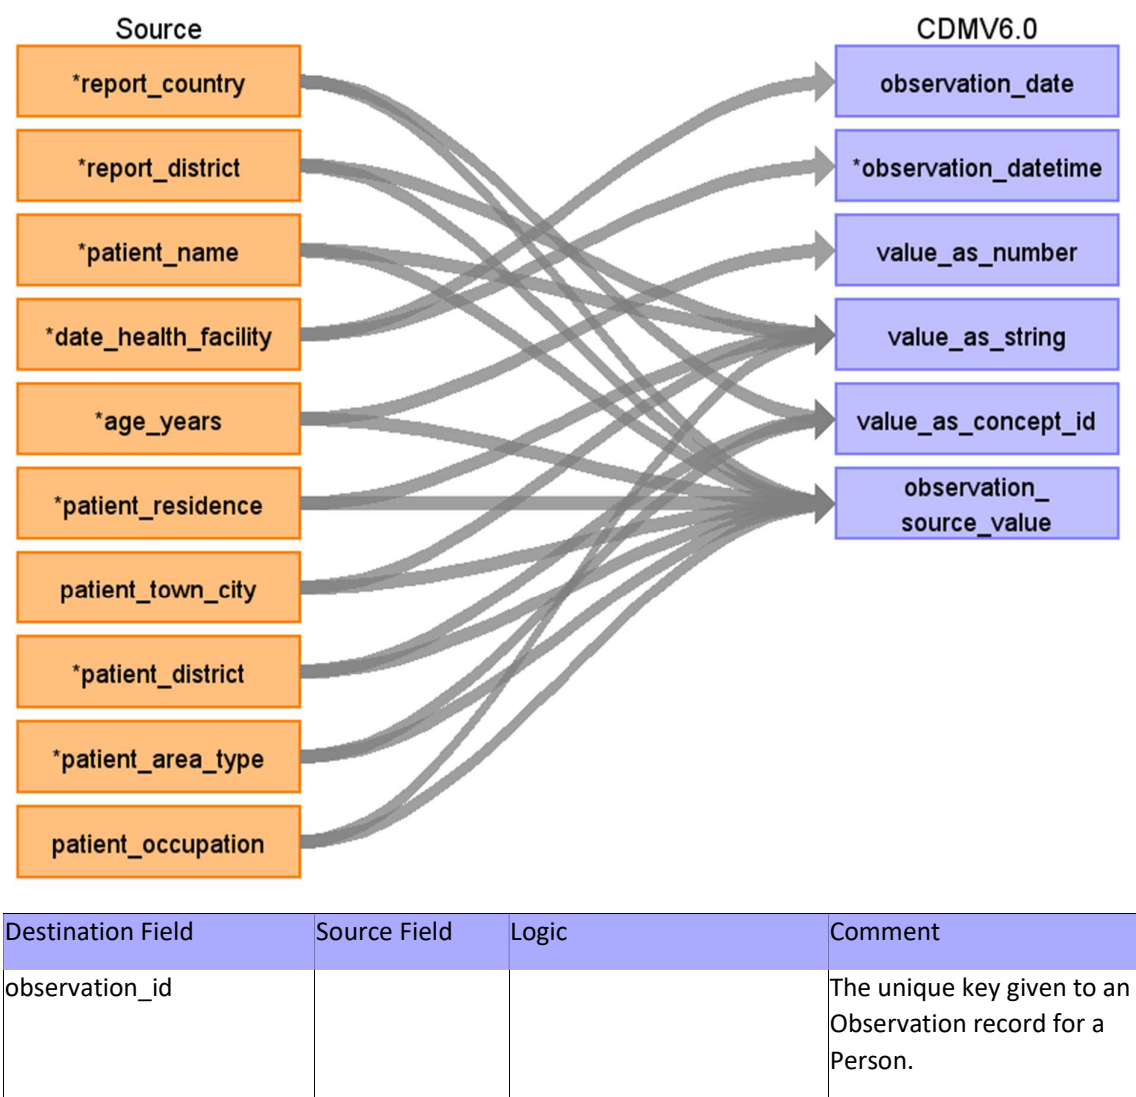 Source
CDMV6.0
*report_country
observation_date
*report_district
*observation_datetime
*patient_name
value_as_number
*date_health_facility
value_as_string
*age_years
value_as_concept_id
*patient_residence
observation_
source_value
patient_town_city
*patient_district
*patient_area_type
patient_occupation
Destination Field Source Field Logic Comment
observation_id The unique key given to an
Observation record for a
Person.